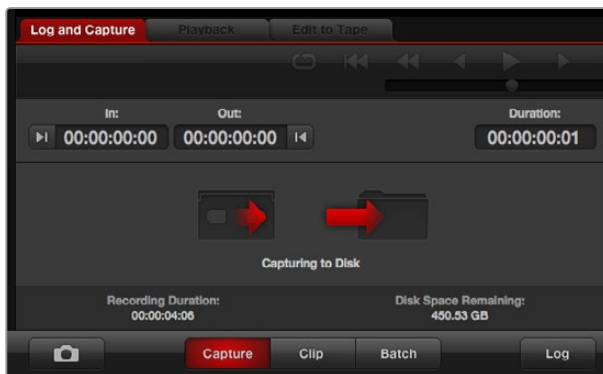 Log and Capture Playback Edit to Tape
In: Out: Duration:
00:00:00:00 00:00:00:00 00:00:00:01
Capturing to Disk
Recording Duration: Disk Space Remaining:
00:00:04:06 450.53 GB
Capture Clip Batch Log